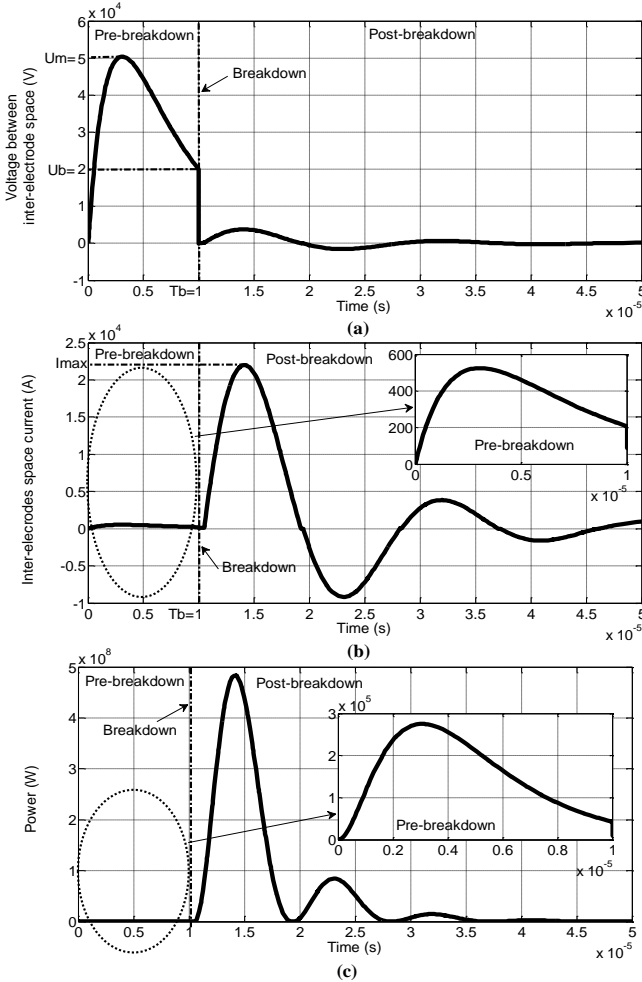 x 10^4
6
Pre-breakdown
Post-breakdown
Um=5
Breakdown
4
3
Ub=2
1
0
-1
Voltage between
inter-electrode space (V)
0 0.5 Tb=1 1.5 2 2.5 3 3.5 4 4.5 5
Time (s)
x 10^-5
(a)
x 10^4
2.5
Pre-breakdown
Post-breakdown
Imax
2
1.5
1
0.5
0
-0.5
-1
Inter-elecrodes space current (A)
600
400
200
0
Pre-breakdown
0 0.5 1
x 10^-5
Breakdown
0 0.5 Tb=1 1.5 2 2.5 3 3.5 4 4.5 5
Time (s)
x 10^-5
(b)
x 10^8
5
Pre-breakdown
Post-breakdown
Breakdown
4
3
2
1
0
Power (W)
x 10^5
3
2
1
0
Pre-breakdown
0 0.2 0.4 0.6 0.8 1
x 10^-5
0 0.5 1 1.5 2 2.5 3 3.5 4 4.5 5
Time (s)
x 10^-5
(c)